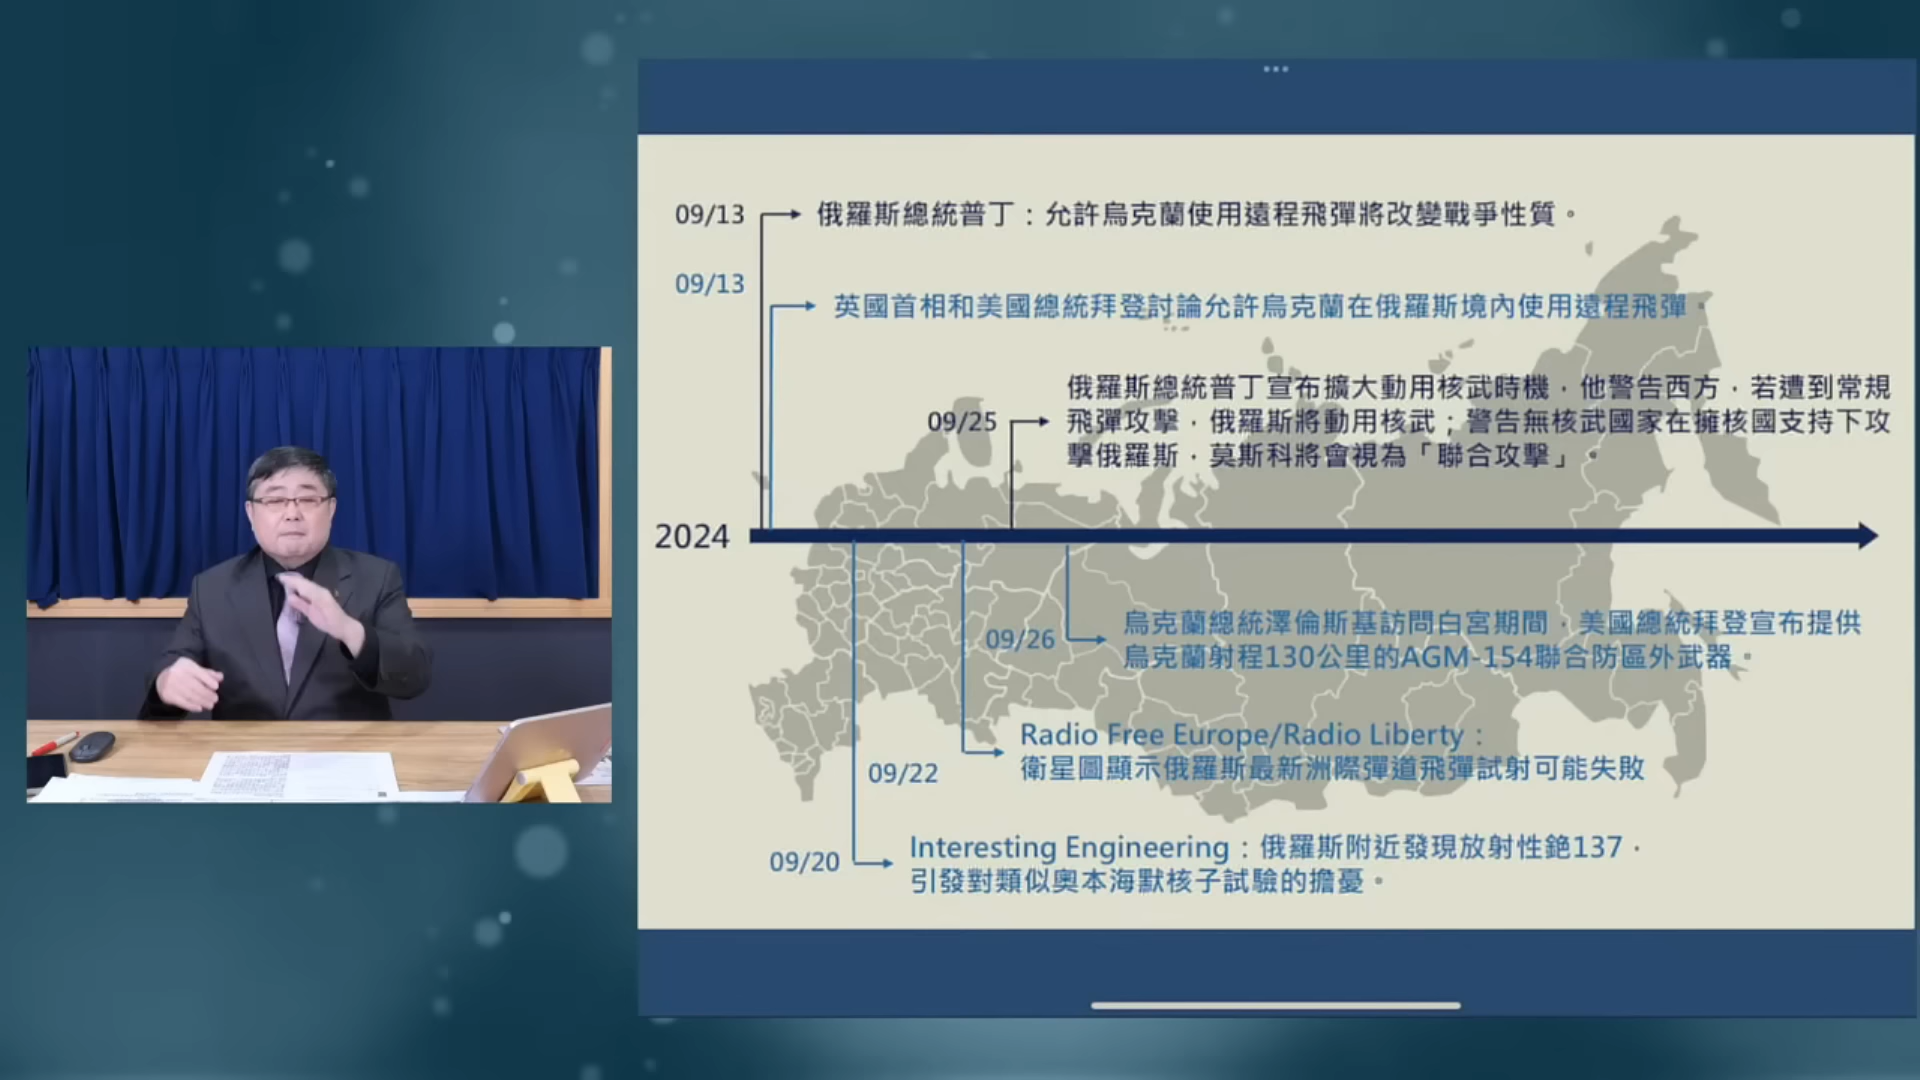 09/13 俄羅斯總統普丁：允許烏克蘭使用遠程飛彈將改變戰爭性質。
09/13
英國首相和美國總統拜登討論允許烏克蘭在俄羅斯境內使用遠程飛彈。
俄羅斯總統普丁宣布擴大動用核武時機，他警告西方，若遭到常規
09/25 飛彈攻擊，俄羅斯將動用核武；警告無核武國家在擁核國支持下攻
擊俄羅斯，莫斯科將會視為「聯合攻擊」。
2024
烏克蘭總統澤倫斯基訪問白宮期間，美國總統拜登宣布提供
09/26 烏克蘭射程130公里的AGM-154聯合防區外武器。
Radio Free Europe/Radio Liberty：
09/22 衛星圖顯示俄羅斯最新洲際彈道飛彈試射可能失敗
09/20 Interesting Engineering：俄羅斯附近發現放射性銫137，
引發對類似奧本海默核子試驗的擔憂。